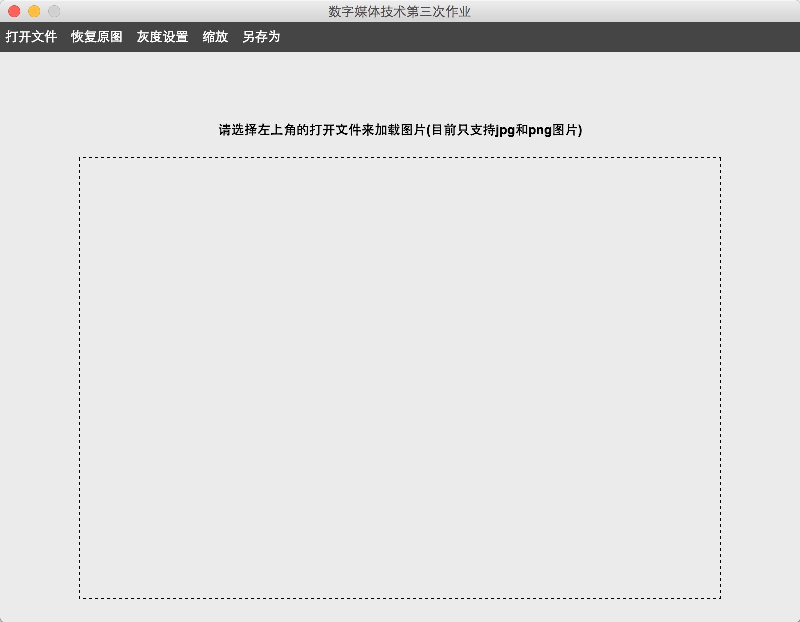 数字媒体技术第三次作业
打开文件 恢复原图 灰度设置 缩放 另存为
请选择左上角的打开文件来加载图片(目前只支持jpg和png图片)